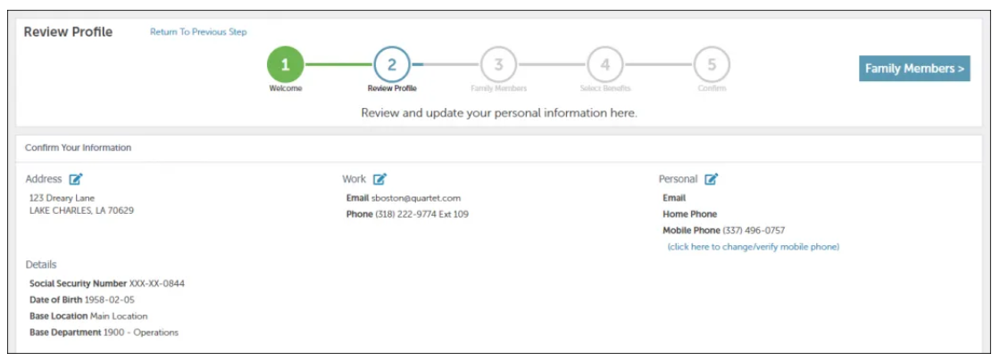 Review Profile
Return To Previous Step
1
2
3
4
5
Welcome
Review Profile
Family Members
Select Benefits
Confirm
Family Members >
Review and update your personal information here.
Confirm Your Information
Address
123 Dreary Lane
LAKE CHARLES, LA 70629
Work
Email sboston@quartet.com
Phone (318) 222-9774 Ext 109
Personal
Email
Home Phone
Mobile Phone (337) 496-0757
(click here to change/verify mobile phone)
Details
Social Security Number XXX-XX-0844
Date of Birth 1958-02-05
Base Location Main Location
Base Department 1900 - Operations